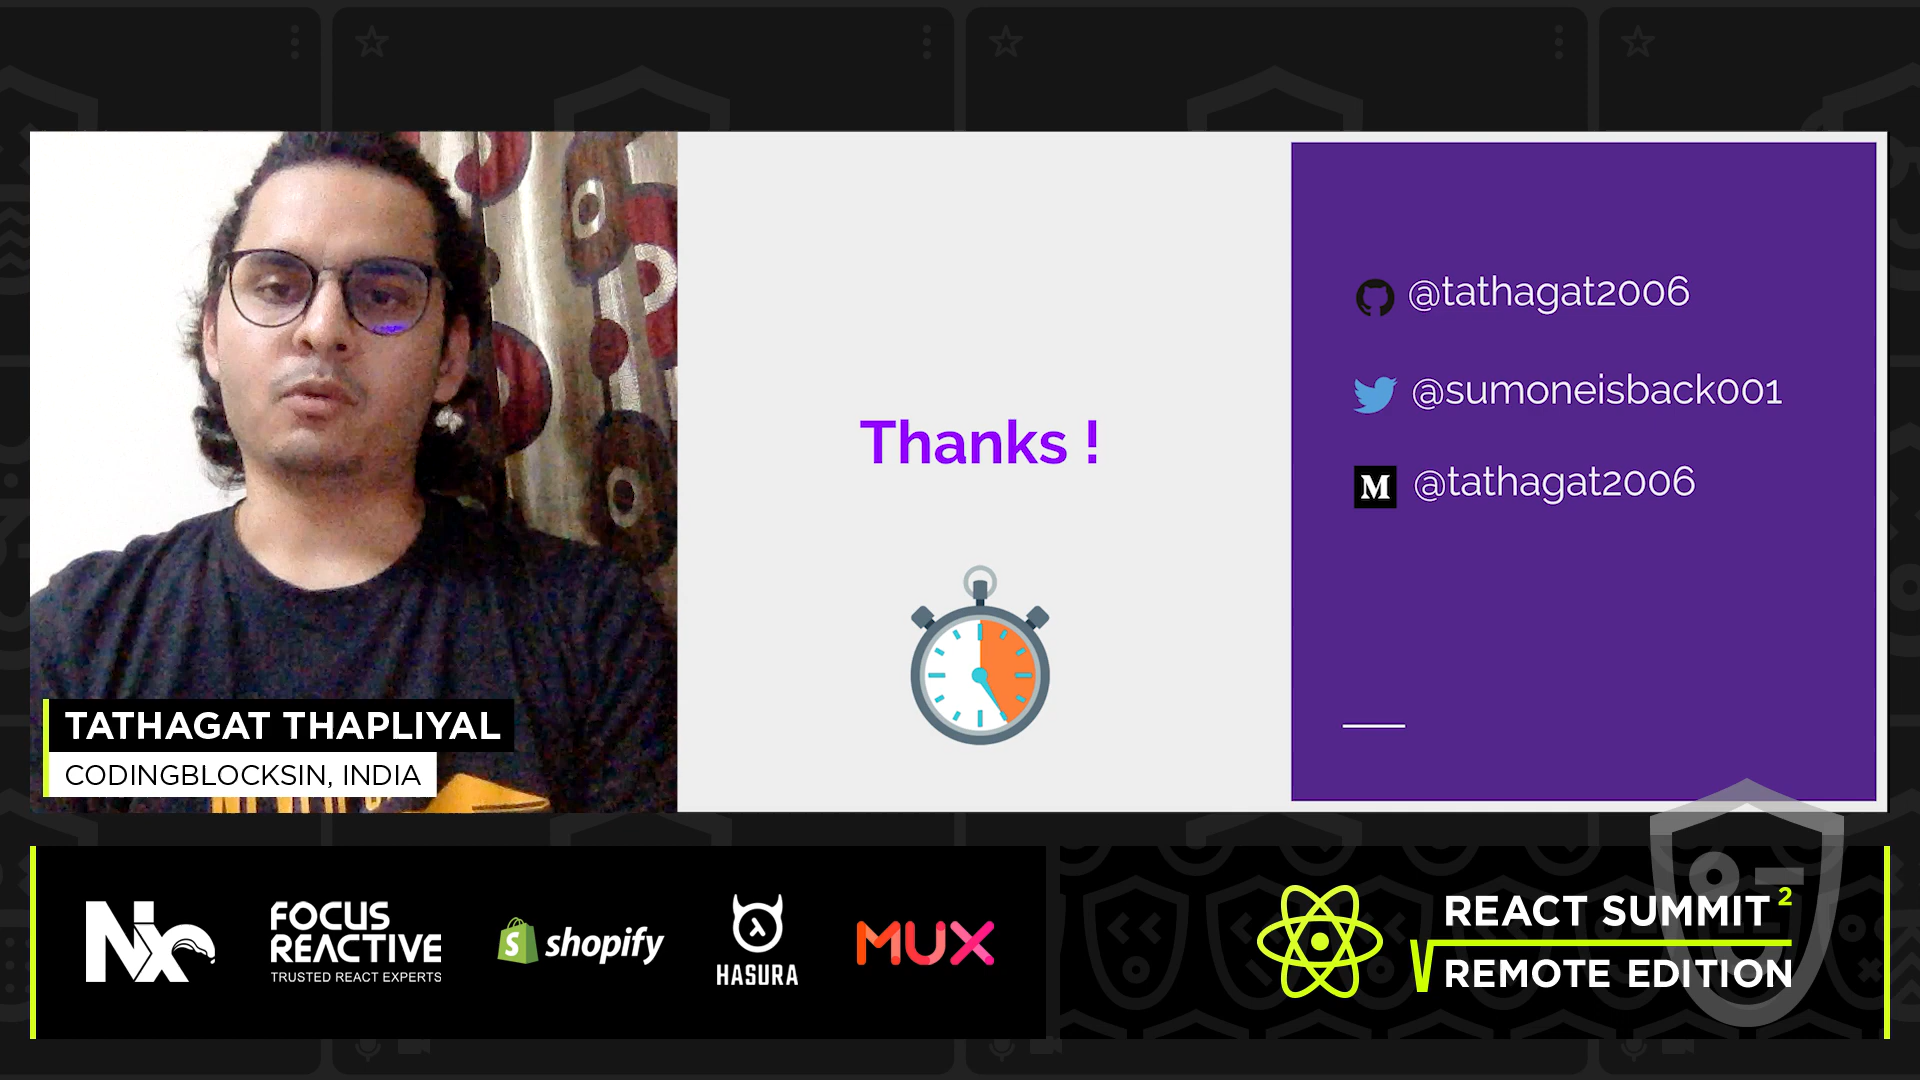 Thanks !
@tathagat2006
@sumoneisback001
M @tathagat2006
TATHAGAT THAPLIYAL
CODINGBLOCKSIN, INDIA
Nx
FOCUS
REACTIVE
TRUSTED REACT EXPERTS
S shopify
HASURA
MUX
REACT SUMMIT 2
REMOTE EDITION